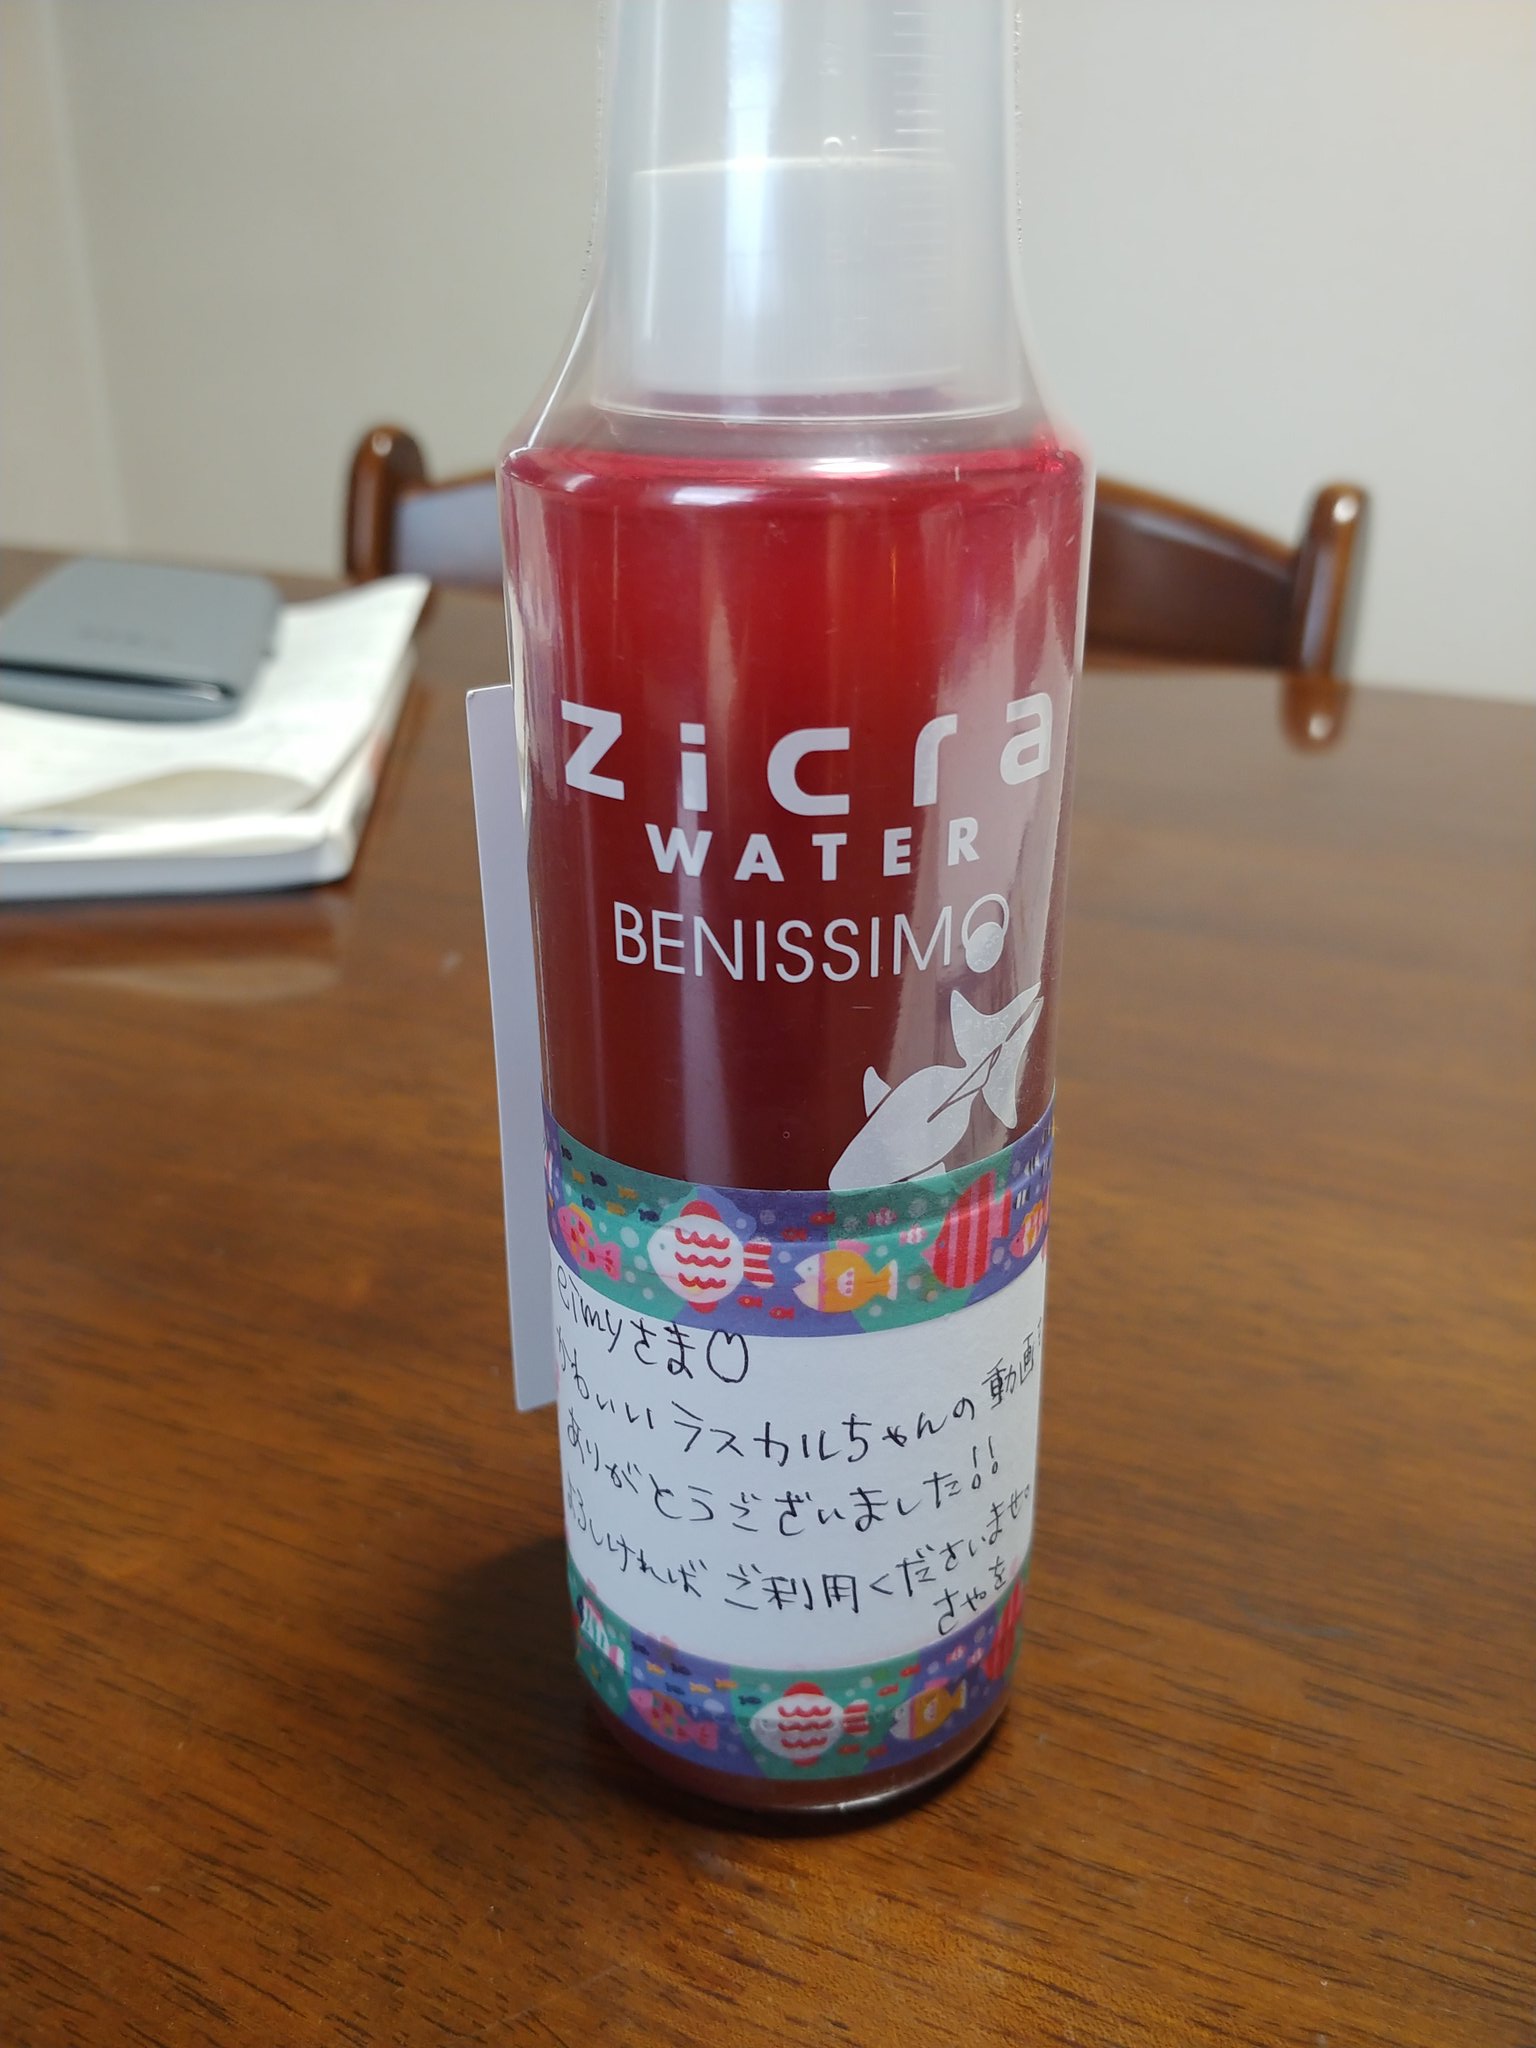 zicra
WATER
BENISSIMO
eimyさま♡
かわいいラスカルちゃんの動画を
ありがとうございました!!
よろしければご利用くださいませ。
さやを